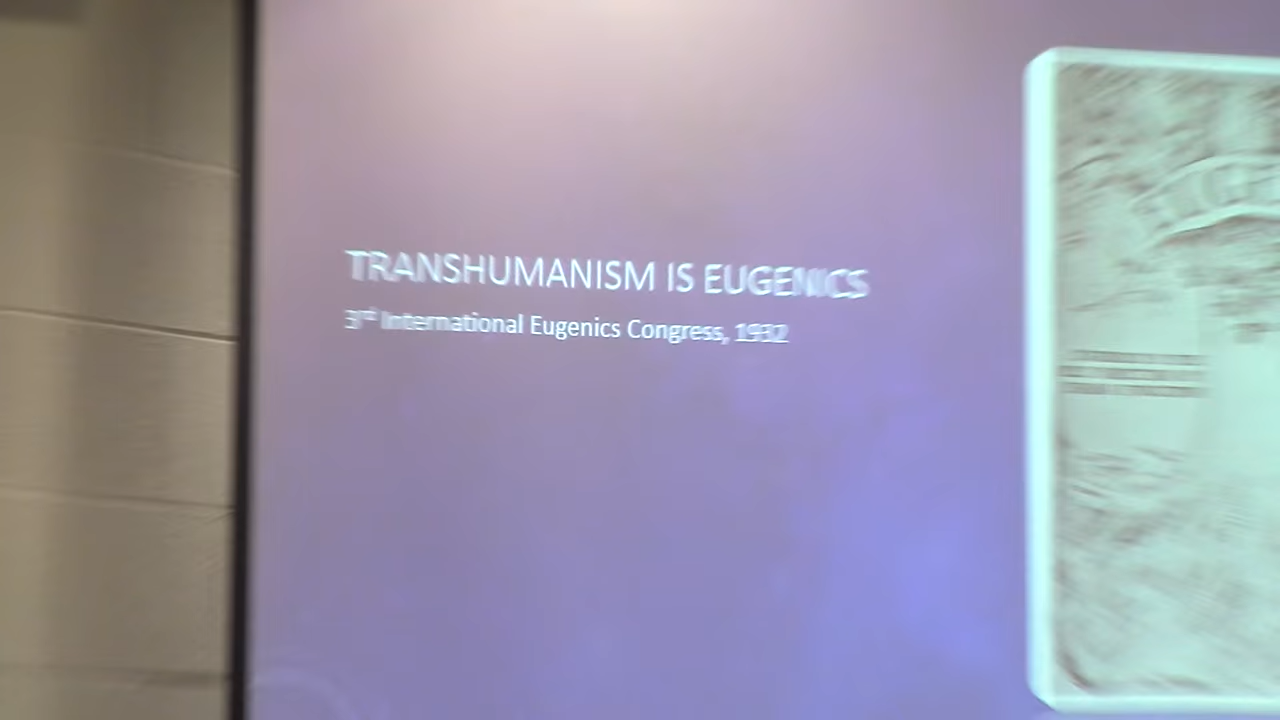 TRANSHUMANISM IS EUGENICS
3rd International Eugenics Congress, 1932